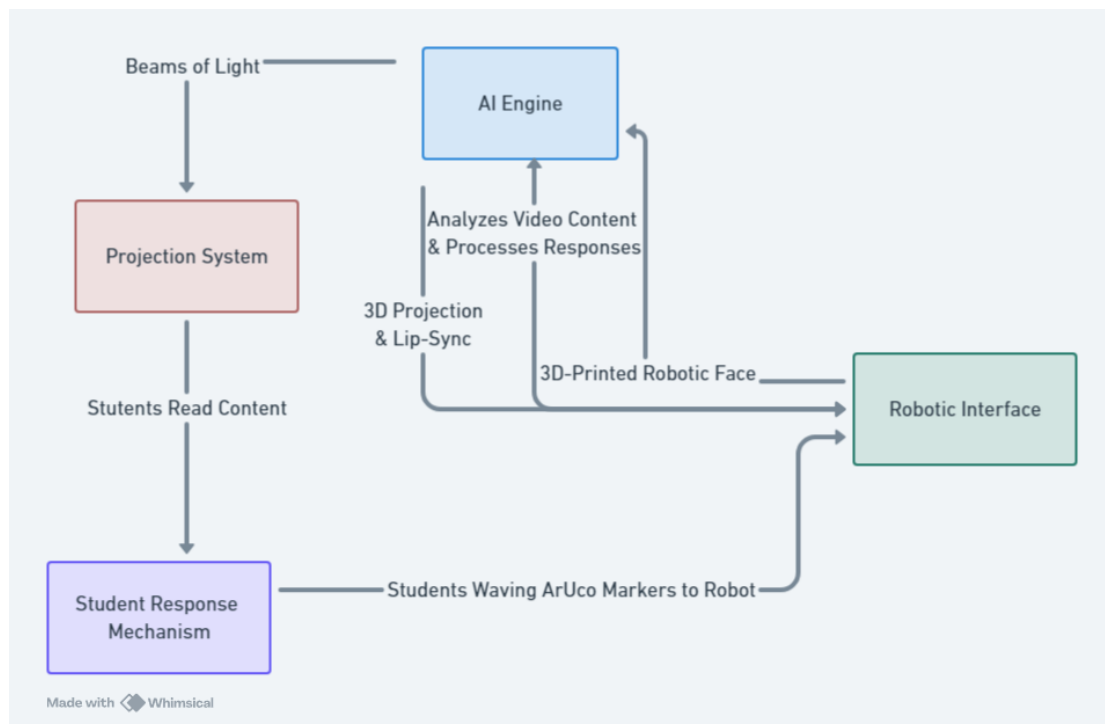 Beams of Light
AI Engine
Analyzes Video Content
& Processes Responses
Projection System
3D Projection
& Lip-Sync
3D-Printed Robotic Face
Stutents Read Content
Robotic Interface
Student Response
Mechanism
Students Waving ArUco Markers to Robot
Made with Whimsical